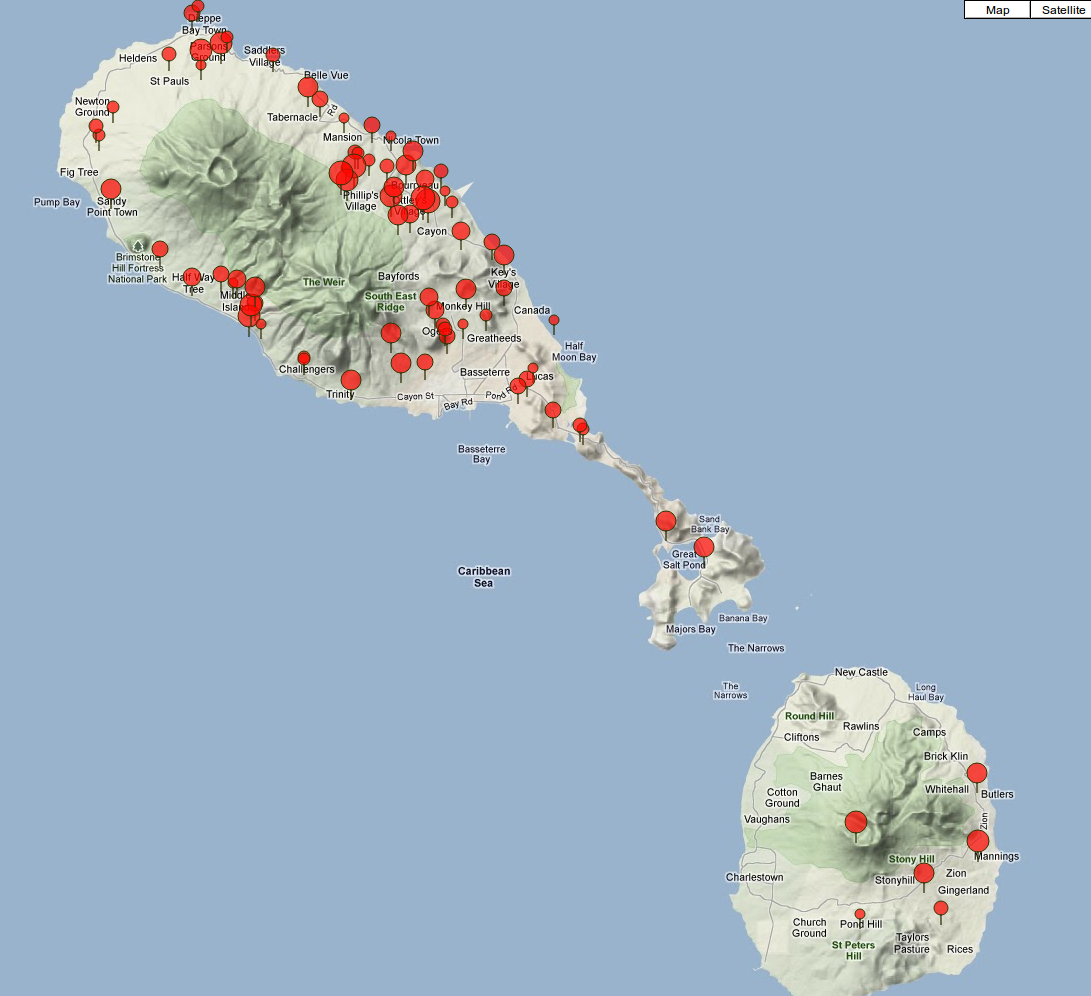 Map
Satellite
Dieppe
Bay Town
Parsons
Ground
Saddlers
Village
Heldens
St Pauls
Belle Vue
Newton
Ground
Tabernacle
Rd
Mansion
Nicola Town
Fig Tree
Pump Bay
Sandy
Point Town
Phillip's
Village
Village
Cayon
Brimstone
Hill Fortress
National Park
Half Way
Tree
The Weir
Bayfords
Key's
Village
South East
Ridge
Monkey Hill
Canada
Greatheeds
Half
Moon Bay
Challengers
Basseterre
Lucas
Trinity
Cayon St
Bay Rd
Pond Rd
Basseterre
Bay
Sand
Bank Bay
Great
Salt Pond
Caribbean
Sea
Banana Bay
Majors Bay
The Narrows
The
Narrows
New Castle
Long
Haul Bay
Round Hill
Rawlins
Cliftons
Camps
Brick Klin
Barnes
Ghaut
Cotton
Ground
Whitehall
Butlers
Vaughans
Zion
Mannings
Stony Hill
Charlestown
Stonyhill
Zion
Gingerland
Church
Ground
Pond Hill
St Peters
Hill
Taylors
Pasture
Rices